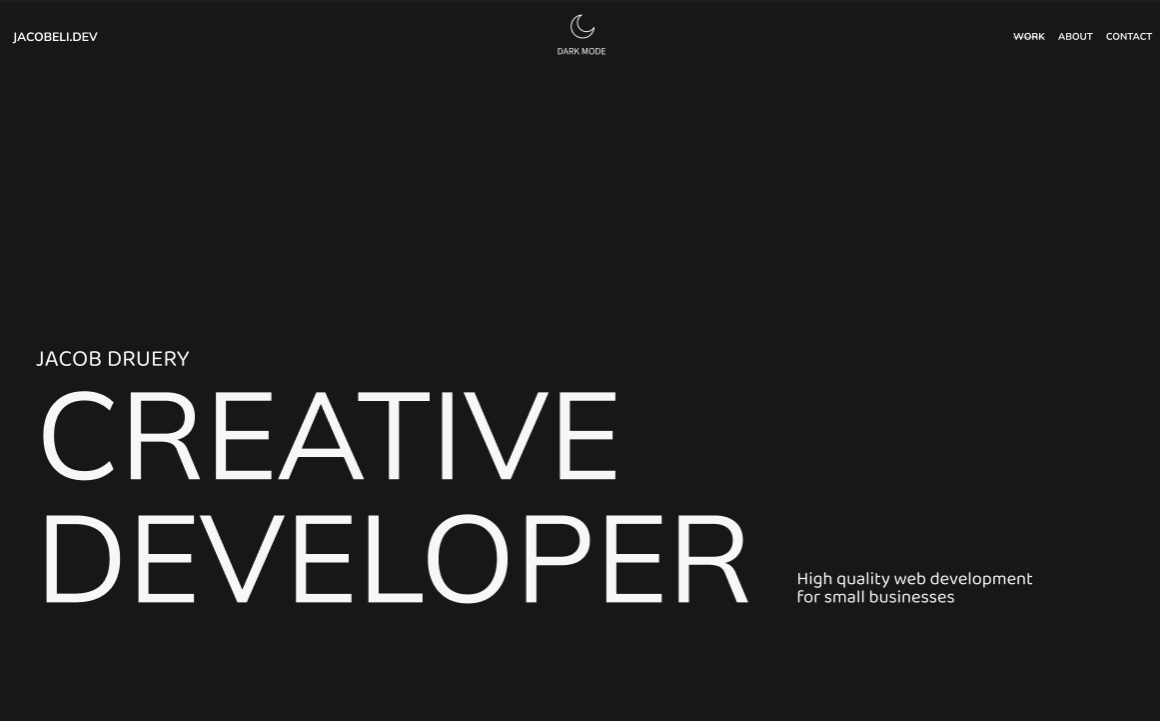 JACOBELI.DEV
DARK MODE
WORK ABOUT CONTACT
JACOB DRUERY
CREATIVE
DEVELOPER
High quality web development
for small businesses